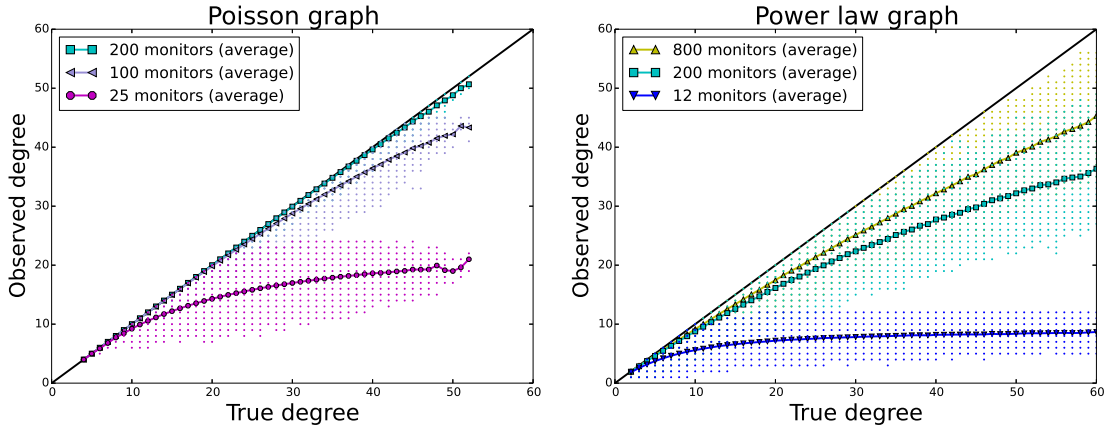 Poisson graph
200 monitors (average)
100 monitors (average)
25 monitors (average)
Observed degree
60
50
40
30
20
10
0
0 10 20 30 40 50 60
True degree
Power law graph
800 monitors (average)
200 monitors (average)
12 monitors (average)
Observed degree
60
50
40
30
20
10
0
0 10 20 30 40 50 60
True degree